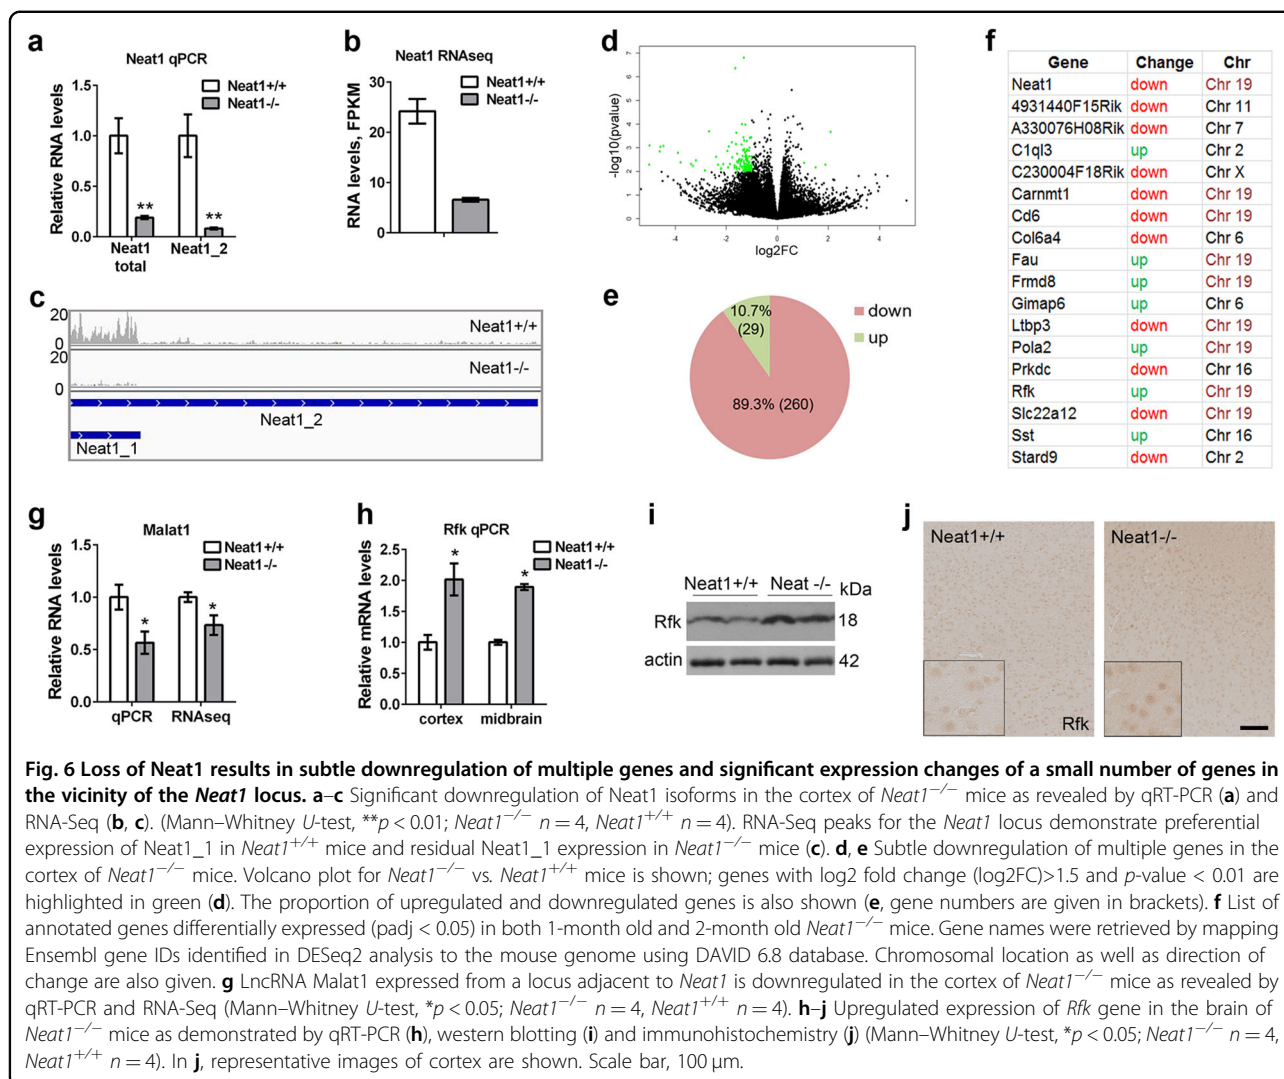 a
Neat1 qPCR
Relative RNA levels
1.5
1.0
0.5
0.0
Neat1+/+
Neat1-/-
**
**
Neat1 total
Neat1_2
b
Neat1 RNAseq
RNA levels, FPKM
30
20
10
0
Neat1+/+
Neat1-/-
c
20
0
Neat1+/+
20
0
Neat1-/-
Neat1_2
Neat1_1
d
-log10(pvalue)
7
6
5
4
3
2
1
0
-4
-2
0
2
4
log2FC
e
10.7%
(29)
89.3% (260)
down
up
f
Gene Change Chr
Neat1 down Chr 19
4931440F15Rik down Chr 11
A330076H08Rik down Chr 7
C1ql3 up Chr 2
C230004F18Rik down Chr X
Carnmt1 down Chr 19
Cd6 down Chr 19
Col6a4 down Chr 6
Fau up Chr 19
Frmd8 up Chr 19
Gimap6 up Chr 6
Ltbp3 down Chr 19
Pola2 up Chr 19
Prkdc down Chr 16
Rfk up Chr 19
Slc22a12 down Chr 19
Sst up Chr 16
Stard9 down Chr 2
g
Malat1
Relative RNA levels
1.5
1.0
0.5
0.0
Neat1+/+
Neat1-/-
*
*
qPCR
RNAseq
h
Rfk qPCR
Relative mRNA levels
2.5
2.0
1.5
1.0
0.5
0.0
Neat1+/+
Neat1-/-
*
*
cortex
midbrain
i
Neat1+/+ Neat -/- kDa
Rfk 18
actin 42
j
Neat1+/+
Rfk
Neat1-/-
Fig. 6 Loss of Neat1 results in subtle downregulation of multiple genes and significant expression changes of a small number of genes in
the vicinity of the Neat1 locus. a–c Significant downregulation of Neat1 isoforms in the cortex of Neat1−/− mice as revealed by qRT-PCR (a) and
RNA-Seq (b, c). (Mann–Whitney U-test, **p < 0.01; Neat1−/− n = 4, Neat1+/+ n = 4). RNA-Seq peaks for the Neat1 locus demonstrate preferential
expression of Neat1_1 in Neat1+/+ mice and residual Neat1_1 expression in Neat1−/− mice (c). d, e Subtle downregulation of multiple genes in the
cortex of Neat1−/− mice. Volcano plot for Neat1−/− vs. Neat1+/+ mice is shown; genes with log2 fold change (log2FC)>1.5 and p-value < 0.01 are
highlighted in green (d). The proportion of upregulated and downregulated genes is also shown (e, gene numbers are given in brackets). f List of
annotated genes differentially expressed (padj < 0.05) in both 1-month old and 2-month old Neat1−/− mice. Gene names were retrieved by mapping
Ensembl gene IDs identified in DESeq2 analysis to the mouse genome using DAVID 6.8 database. Chromosomal location as well as direction of
change are also given. g LncRNA Malat1 expressed from a locus adjacent to Neat1 is downregulated in the cortex of Neat1−/− mice as revealed by
qRT-PCR and RNA-Seq (Mann–Whitney U-test, *p < 0.05; Neat1−/− n = 4, Neat1+/+ n = 4). h–j Upregulated expression of Rfk gene in the brain of
Neat1−/− mice as demonstrated by qRT-PCR (h), western blotting (i) and immunohistochemistry (j) (Mann–Whitney U-test, *p < 0.05; Neat1−/− n = 4,
Neat1+/+ n = 4). In j, representative images of cortex are shown. Scale bar, 100 μm.